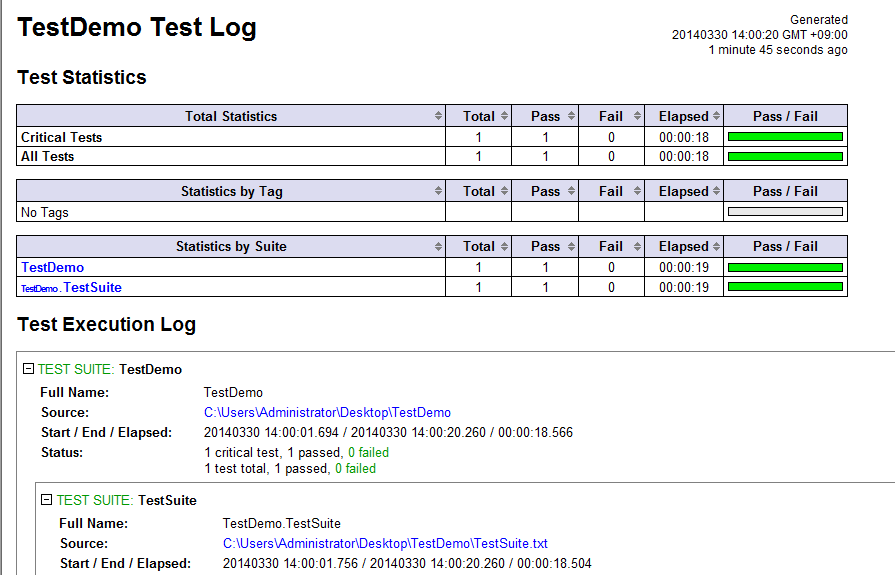 TestDemo Test Log
Generated
20140330 14:00:20 GMT +09:00
1 minute 45 seconds ago
Test Statistics
Total Statistics Total Pass Fail Elapsed Pass / Fail
Critical Tests 1 1 0 00:00:18
All Tests 1 1 0 00:00:18
Statistics by Tag Total Pass Fail Elapsed Pass / Fail
No Tags
Statistics by Suite Total Pass Fail Elapsed Pass / Fail
TestDemo 1 1 0 00:00:19
TestDemo . TestSuite 1 1 0 00:00:19
Test Execution Log
TEST SUITE: TestDemo
Full Name: TestDemo
Source: C:\Users\Administrator\Desktop\TestDemo
Start / End / Elapsed: 20140330 14:00:01.694 / 20140330 14:00:20.260 / 00:00:18.566
Status: 1 critical test, 1 passed, 0 failed
1 test total, 1 passed, 0 failed
TEST SUITE: TestSuite
Full Name: TestDemo.TestSuite
Source: C:\Users\Administrator\Desktop\TestDemo\TestSuite.txt
Start / End / Elapsed: 20140330 14:00:01.756 / 20140330 14:00:20.260 / 00:00:18.504